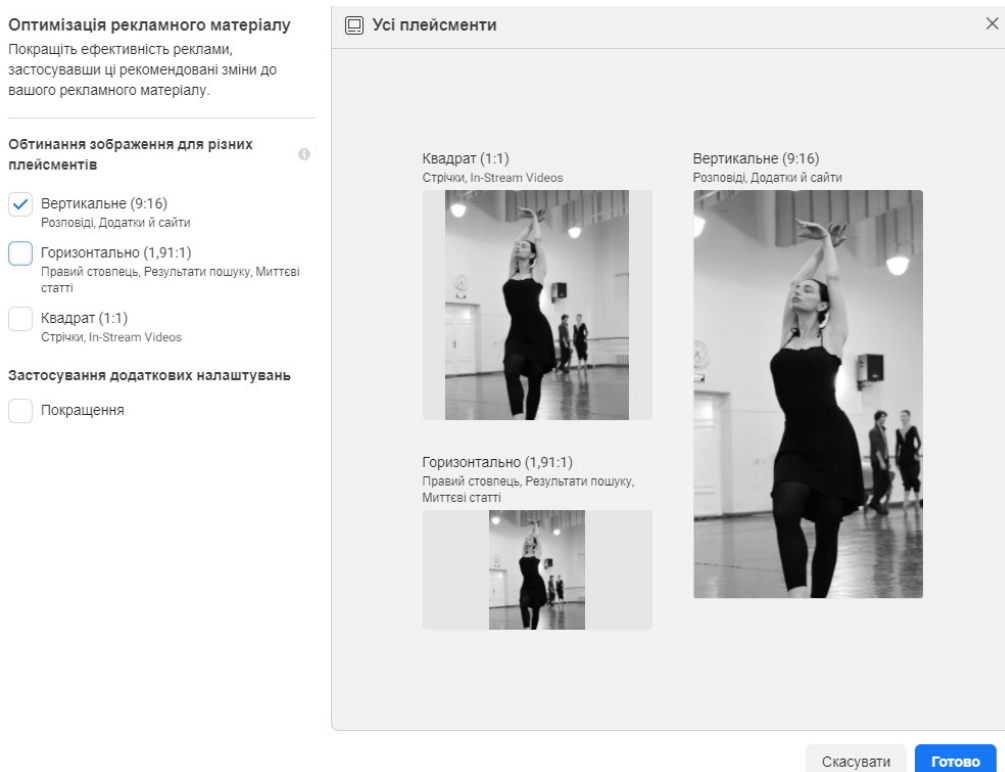 Оптимізація рекламного матеріалу
Покращіть ефективність реклами,
застосувавши ці рекомендовані зміни до
вашого рекламного матеріалу.
Обтинання зображення для різних
плейсментів
Вертикальне (9:16)
Розповіді, Додатки й сайти
Горизонтально (1,91:1)
Правий стовпець, Результати пошуку, Миттєві
статті
Квадрат (1:1)
Стрічки, In-Stream Videos
Застосування додаткових налаштувань
Покращення
Усі плейсменти
Квадрат (1:1)
Стрічки, In-Stream Videos
Горизонтально (1,91:1)
Правий стовпець, Результати пошуку,
Миттєві статті
Вертикальне (9:16)
Розповіді, Додатки й сайти
Скасувати
Готово